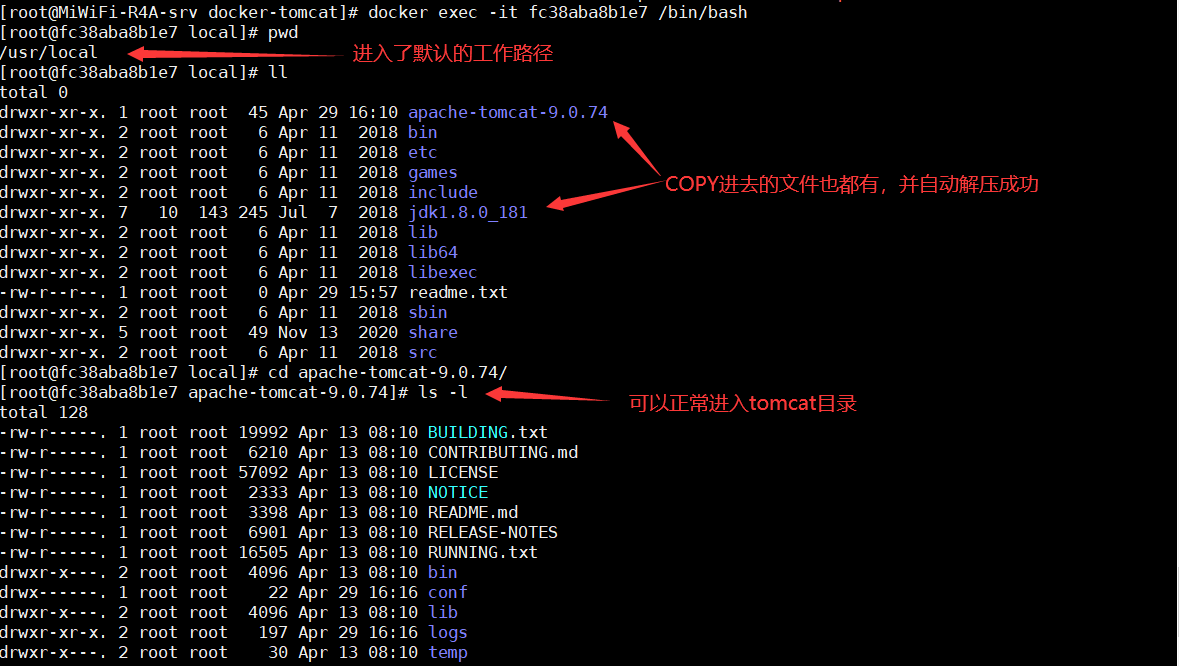 [root@MiWiFi-R4A-srv docker-tomcat]# docker exec -it fc38aba8b1e7 /bin/bash
[root@fc38aba8b1e7 local]# pwd
/usr/local
进入了默认的工作路径
[root@fc38aba8b1e7 local]# ll
total 0
drwxr-xr-x. 1 root root  45 Apr 29 16:10 apache-tomcat-9.0.74
drwxr-xr-x. 2 root root   6 Apr 11  2018 bin
drwxr-xr-x. 2 root root   6 Apr 11  2018 etc
drwxr-xr-x. 2 root root   6 Apr 11  2018 games
COPY进去的文件也都有，并自动解压成功
drwxr-xr-x. 2 root root   6 Apr 11  2018 include
drwxr-xr-x. 7   10  143 245 Jul  7  2018 jdk1.8.0_181
drwxr-xr-x. 2 root root   6 Apr 11  2018 lib
drwxr-xr-x. 2 root root   6 Apr 11  2018 lib64
drwxr-xr-x. 2 root root   6 Apr 11  2018 libexec
-rw-r--r--. 1 root root   0 Apr 29 15:57 readme.txt
drwxr-xr-x. 2 root root   6 Apr 11  2018 sbin
drwxr-xr-x. 5 root root  49 Nov 13  2020 share
drwxr-xr-x. 2 root root   6 Apr 11  2018 src
[root@fc38aba8b1e7 local]# cd apache-tomcat-9.0.74/
[root@fc38aba8b1e7 apache-tomcat-9.0.74]# ls -l
可以正常进入tomcat目录
total 128
-rw-r-----. 1 root root 19992 Apr 13 08:10 BUILDING.txt
-rw-r-----. 1 root root  6210 Apr 13 08:10 CONTRIBUTING.md
-rw-r-----. 1 root root 57092 Apr 13 08:10 LICENSE
-rw-r-----. 1 root root  2333 Apr 13 08:10 NOTICE
-rw-r-----. 1 root root  3398 Apr 13 08:10 README.md
-rw-r-----. 1 root root  6901 Apr 13 08:10 RELEASE-NOTES
-rw-r-----. 1 root root 16505 Apr 13 08:10 RUNNING.txt
drwxr-x---. 2 root root  4096 Apr 13 08:10 bin
drwx------. 1 root root    22 Apr 29 16:16 conf
drwxr-x---. 2 root root  4096 Apr 13 08:10 lib
drwxr-xr-x. 2 root root   197 Apr 29 16:16 logs
drwxr-x---. 2 root root    30 Apr 13 08:10 temp